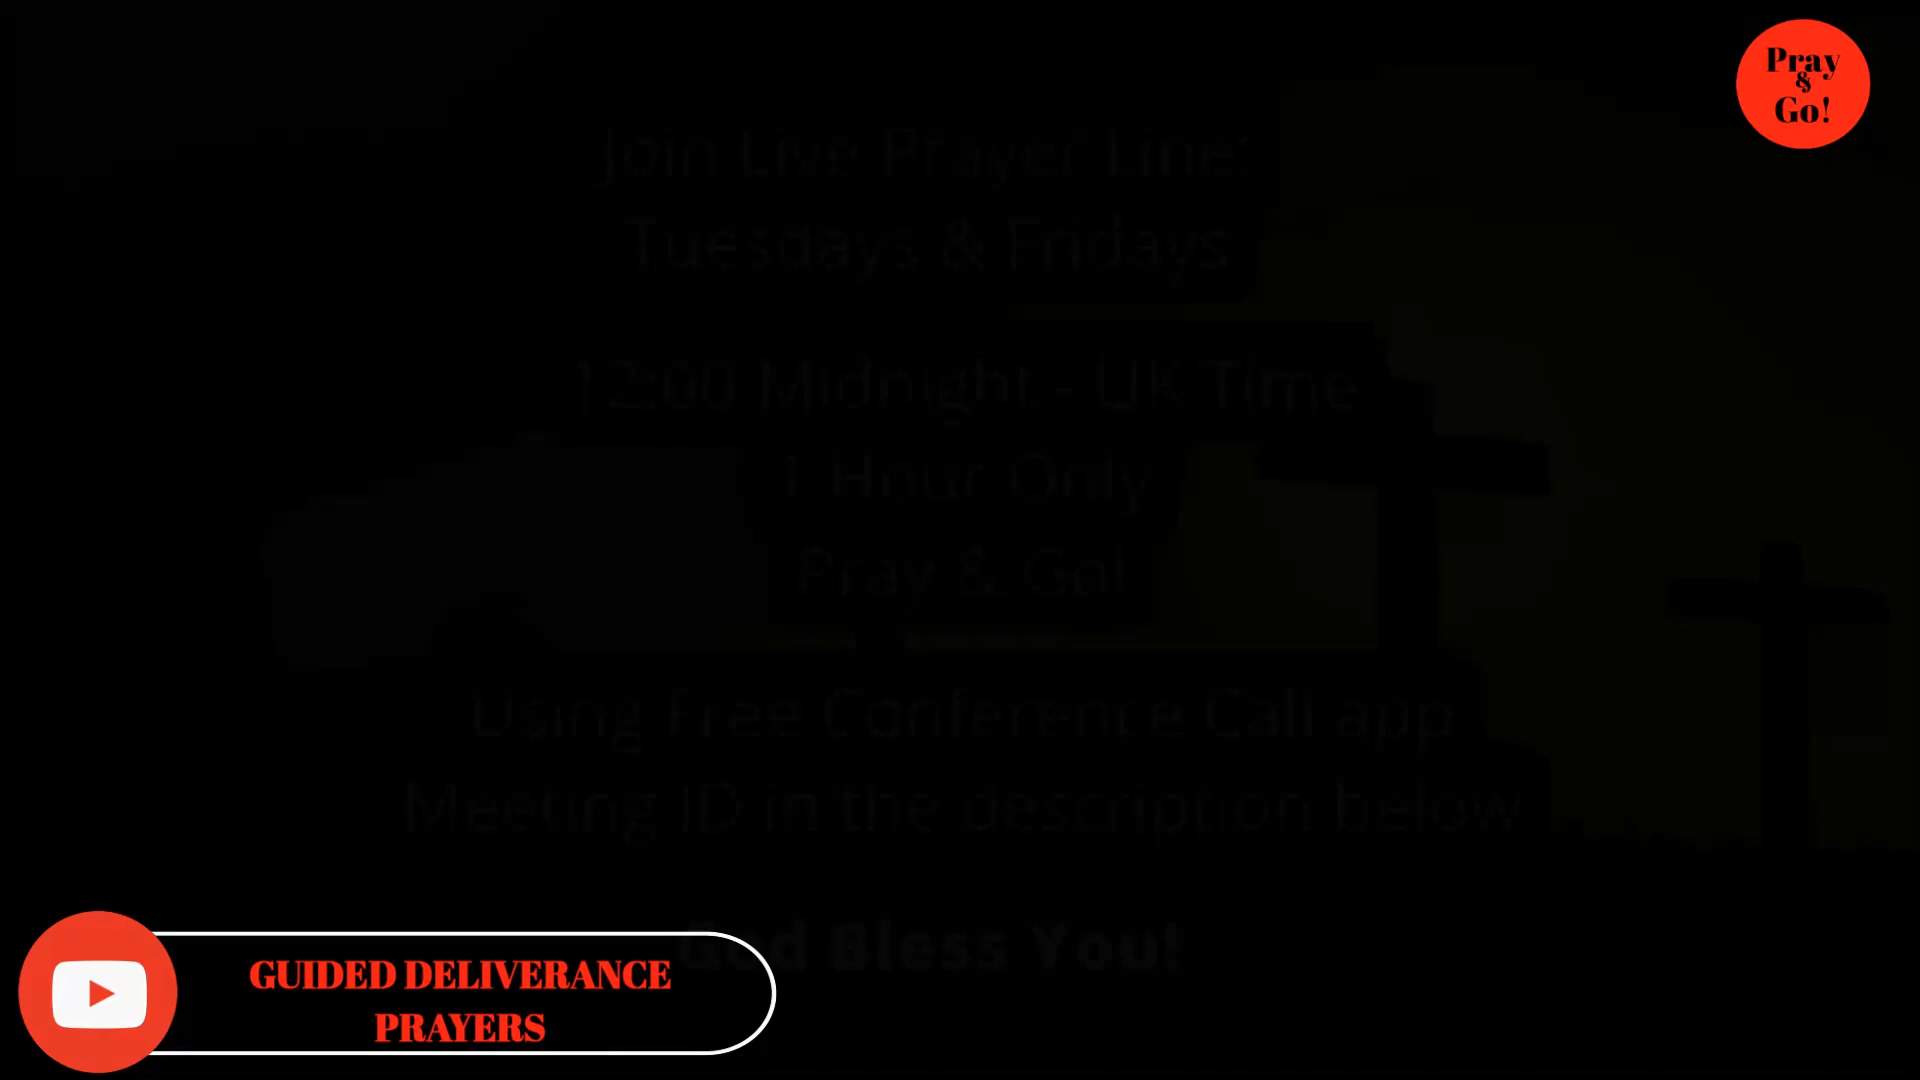 Pray
&
Go!
Join Live Prayer Line:
Tuesdays & Fridays
12:00 Midnight - UK Time
1 Hour Only
Pray & Go!
Using Free Conference Call app
Meeting ID in the description below
God Bless You!
GUIDED DELIVERANCE
PRAYERS